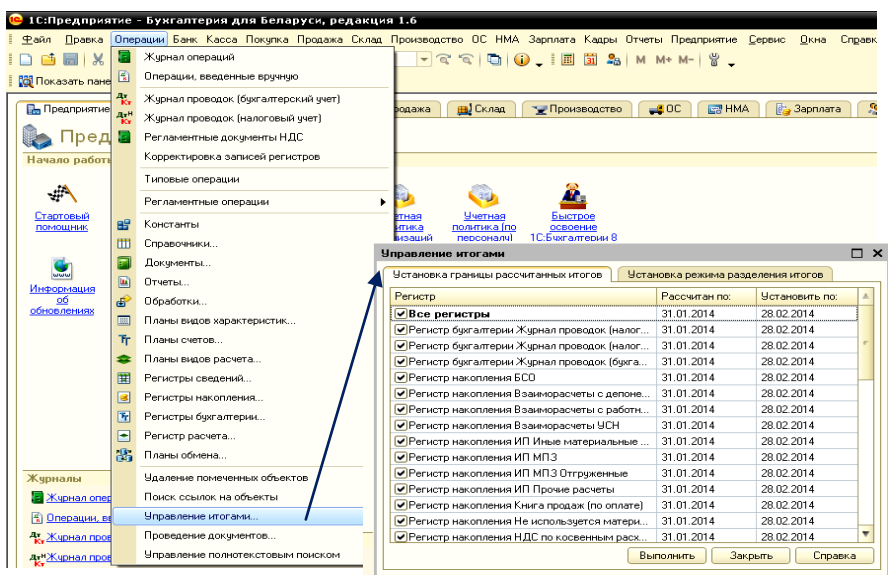 1С:Предприятие - Бухгалтерия для Беларуси, редакция 1.6
Файл Правка Операции Банк Касса Покупка Продажа Склад Производство ОС НМА Зарплата Кадры Отчеты Предприятие Сервис Окна
M M+ M-
Показать
Предприятие
Склад Производство ОС НМА Зарплата
Начало работы
Стартовый помощник
Информация об обновлениях
Журналы
Журнал
Операции,
Журнал
Журнал
Журнал операций
Операции, введенные вручную
Журнал проводок (бухгалтерский учет)
Журнал проводок (налоговый учет)
Регламентные документы НДС
Корректировка записей регистров
Типовые операции
Регламентные операции
Константы
Справочники...
Документы...
Отчеты...
Обработки...
Планы видов характеристик...
Планы счетов...
Планы видов расчета...
Регистры сведений...
Регистры накопления...
Регистры бухгалтерии...
Регистр расчета...
Планы обмена...
Удаление помеченных объектов
Поиск ссылок на объекты
Управление итогами...
Проведение документов...
Управление полнотекстовым поиском
Учетная политика (по персоналу)
Быстрое освоение 1С:Бухгалтерии 8
Управление итогами
Установка границы рассчитанных итогов Установка режима разделения итогов
Регистр Рассчитан по: Установить по:
Все регистры 31.01.2014 28.02.2014
Регистр бухгалтерии Журнал проводок (налог... 31.01.2014 28.02.2014
Регистр бухгалтерии Журнал проводок (налог... 31.01.2014 28.02.2014
Регистр бухгалтерии Журнал проводок (бухга... 31.01.2014 28.02.2014
Регистр накопления БСО 31.01.2014 28.02.2014
Регистр накопления Взаиморасчеты с депоне... 31.01.2014 28.02.2014
Регистр накопления Взаиморасчеты с работн... 31.01.2014 28.02.2014
Регистр накопления Взаиморасчеты УСН 31.01.2014 28.02.2014
Регистр накопления ИП Иные материальные ... 31.01.2014 28.02.2014
Регистр накопления ИП МПЗ 31.01.2014 28.02.2014
Регистр накопления ИП МПЗ Отгруженные 31.01.2014 28.02.2014
Регистр накопления ИП Прочие расчеты 31.01.2014 28.02.2014
Регистр накопления Книга продаж (по оплате) 31.01.2014 28.02.2014
Регистр накопления Не используется матери... 31.01.2014 28.02.2014
Регистр накопления НДС по косвенным расх... 31.01.2014 28.02.2014
Выполнить Закрыть Справка